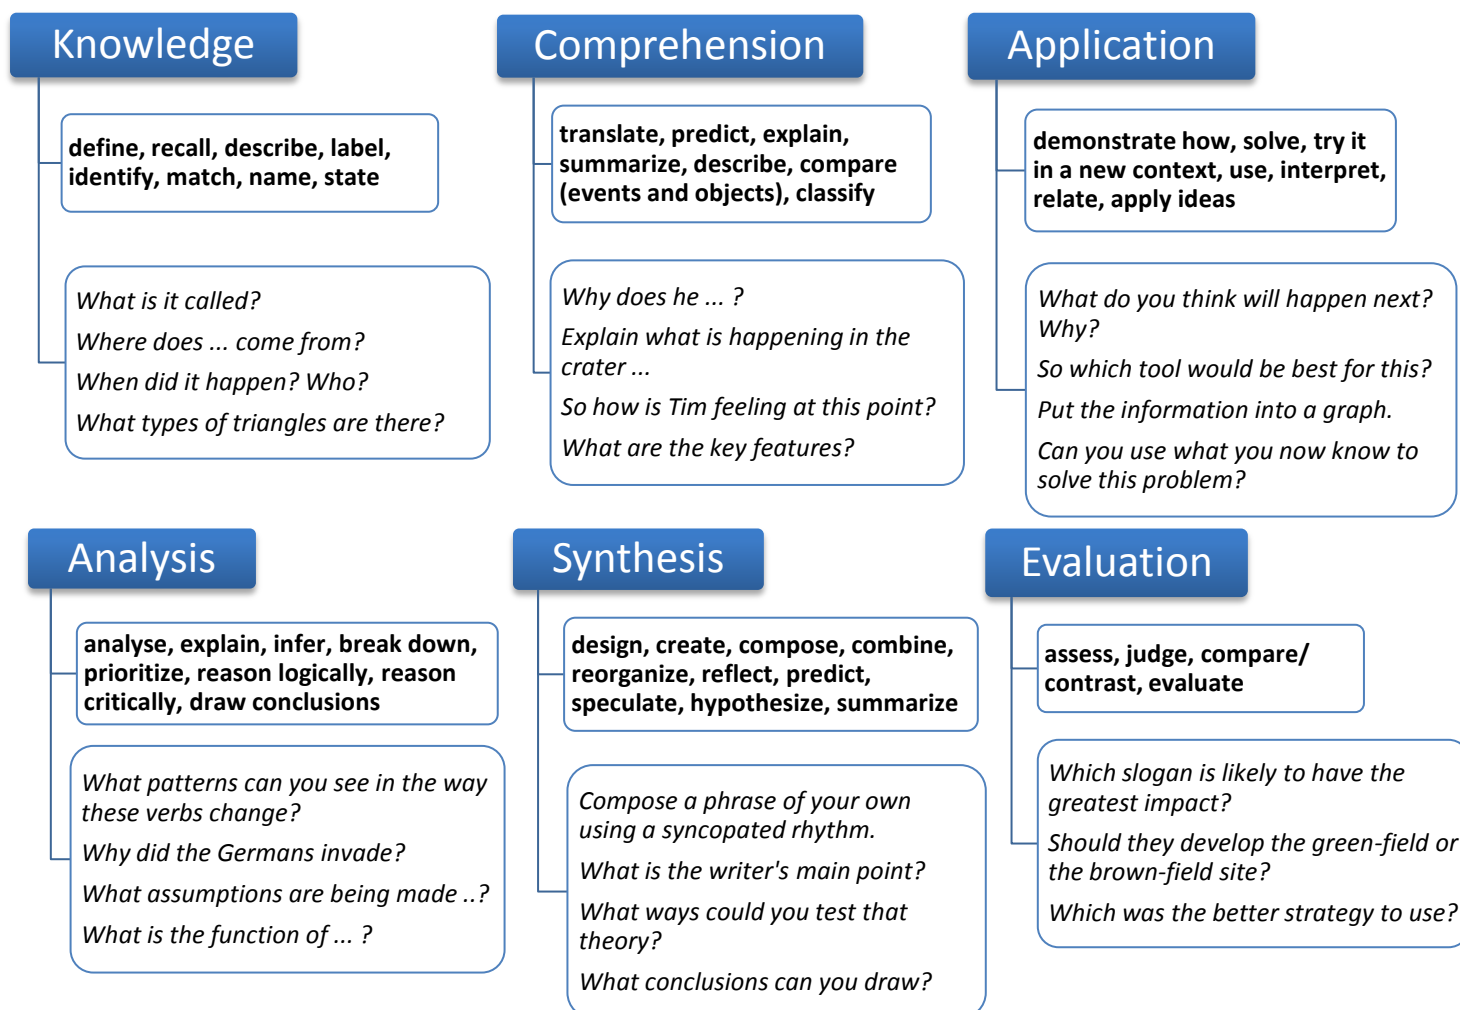 Knowledge
define, recall, describe, label,
identify, match, name, state
What is it called?
Where does ... come from?
When did it happen? Who?
What types of triangles are there?
Comprehension
translate, predict, explain,
summarize, describe, compare
(events and objects), classify
Why does he ... ?
Explain what is happening in the
crater ...
So how is Tim feeling at this point?
What are the key features?
Application
demonstrate how, solve, try it
in a new context, use, interpret,
relate, apply ideas
What do you think will happen next?
Why?
So which tool would be best for this?
Put the information into a graph.
Can you use what you now know to
solve this problem?
Analysis
analyse, explain, infer, break down,
prioritize, reason logically, reason
critically, draw conclusions
What patterns can you see in the way
these verbs change?
Why did the Germans invade?
What assumptions are being made ..?
What is the function of ... ?
Synthesis
design, create, compose, combine,
reorganize, reflect, predict,
speculate, hypothesize, summarize
Compose a phrase of your own
using a syncopated rhythm.
What is the writer's main point?
What ways could you test that
theory?
What conclusions can you draw?
Evaluation
assess, judge, compare/
contrast, evaluate
Which slogan is likely to have the
greatest impact?
Should they develop the green-field or
the brown-field site?
Which was the better strategy to use?